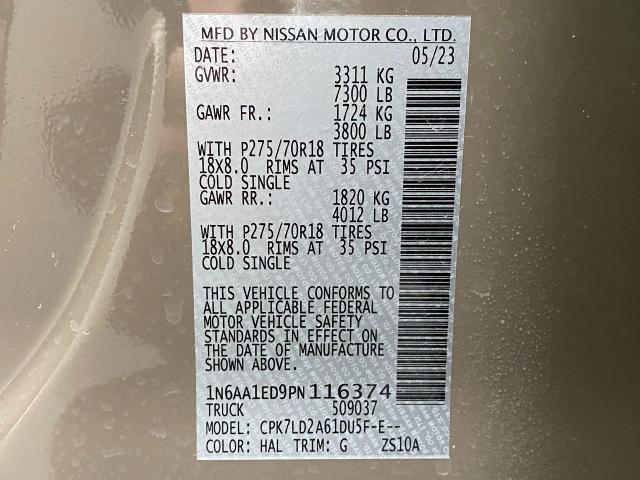 MFD BY NISSAN MOTOR CO., LTD.
DATE: 05/23
GVWR: 3311 KG
7300 LB
GAWR FR.: 1724 KG
3800 LB
WITH P275/70R18 TIRES
18X8.0 RIMS AT 35 PSI
COLD SINGLE
GAWR RR.: 1820 KG
4012 LB
WITH P275/70R18 TIRES
18X8.0 RIMS AT 35 PSI
COLD SINGLE
THIS VEHICLE CONFORMS TO
ALL APPLICABLE FEDERAL
MOTOR VEHICLE SAFETY
STANDARDS IN EFFECT ON
THE DATE OF MANUFACTURE
SHOWN ABOVE.
1N6AA1ED9PN116374
TRUCK 509037
MODEL: CPK7LD2A61DU5F-E--
COLOR: HAL TRIM: G ZS10A